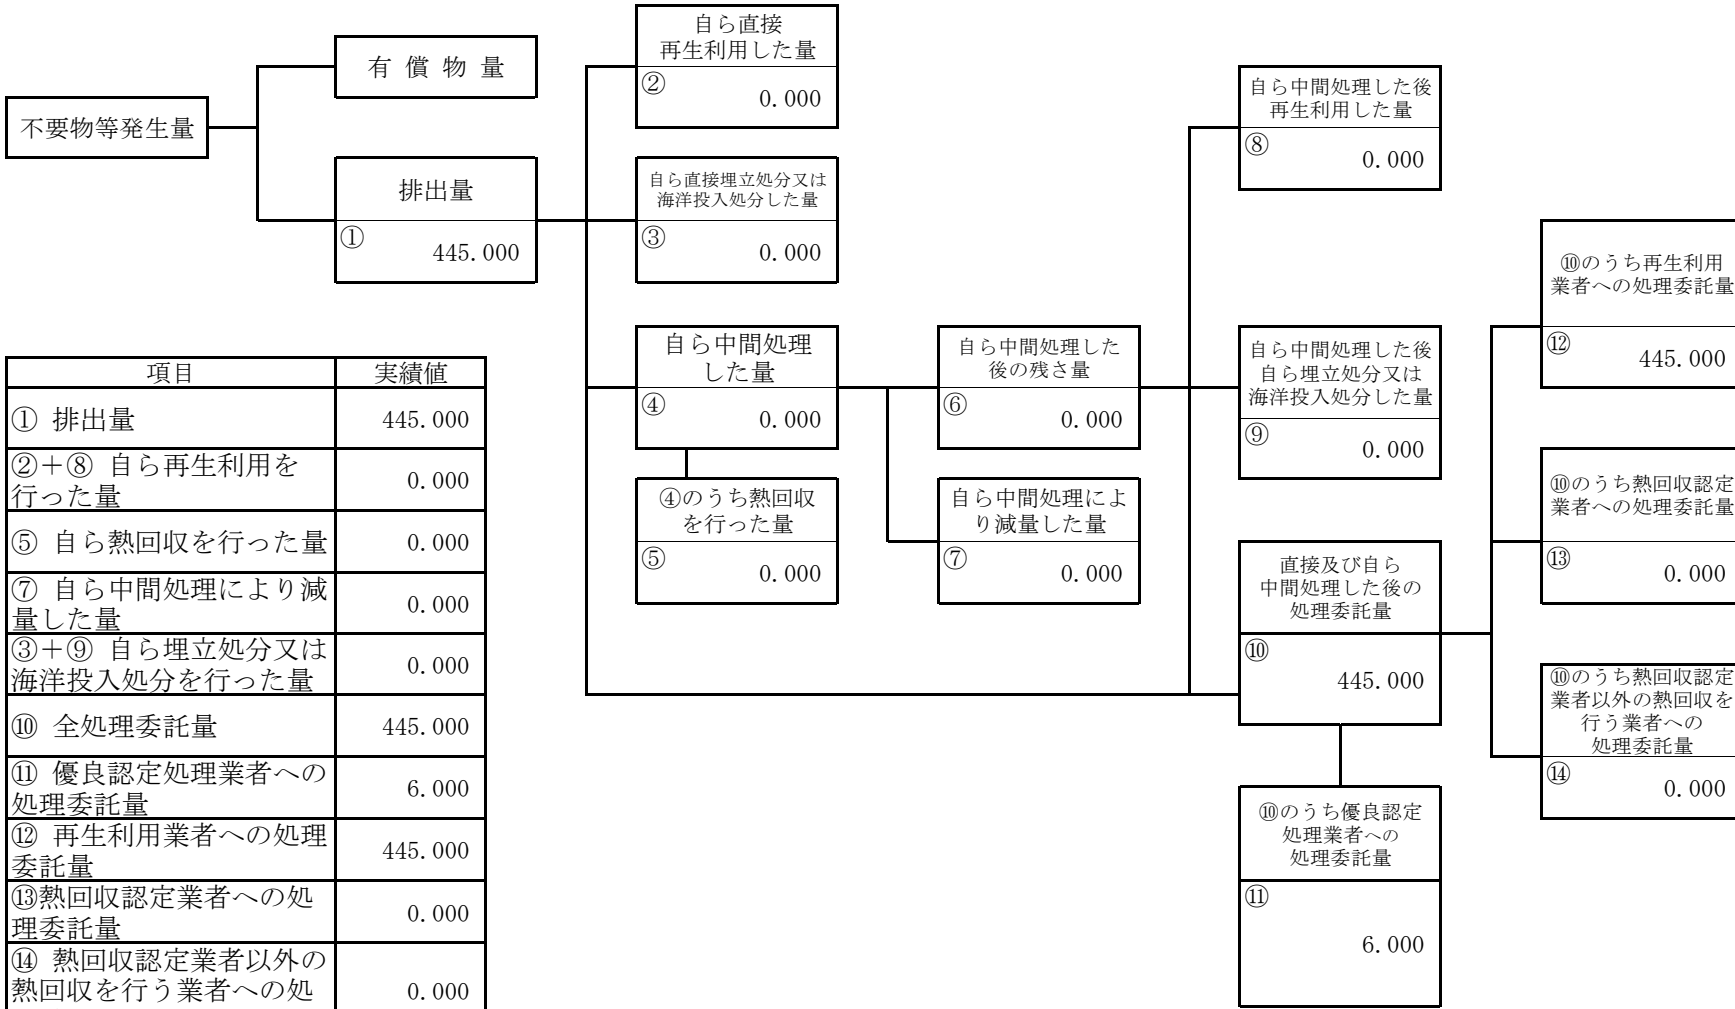 不要物等発生量
有 償 物 量
排出量
①
445.000
自ら直接
再生利用した量
②
0.000
自ら直接埋立処分又は
海洋投入処分した量
③
0.000
自ら中間処理
した量
④
0.000
④のうち熱回収
を行った量
⑤
0.000
自ら中間処理した
後の残さ量
⑥
0.000
自ら中間処理によ
り減量した量
⑦
0.000
自ら中間処理した後
再生利用した量
⑧
0.000
自ら中間処理した後
自ら埋立処分又は
海洋投入処分した量
⑨
0.000
直接及び自ら
中間処理した後の
処理委託量
⑩
445.000
⑩のうち優良認定
処理業者への
処理委託量
⑪
6.000
⑩のうち再生利用
業者への処理委託量
⑫
445.000
⑩のうち熱回収認定
業者への処理委託量
⑬
0.000
⑩のうち熱回収認定
業者以外の熱回収を
行う業者への
処理委託量
⑭
0.000
項目 実績値
① 排出量 445.000
②＋⑧ 自ら再生利用を
行った量 0.000
⑤ 自ら熱回収を行った量 0.000
⑦ 自ら中間処理により減
量した量 0.000
③＋⑨ 自ら埋立処分又は
海洋投入処分を行った量 0.000
⑩ 全処理委託量 445.000
⑪ 優良認定処理業者への
処理委託量 6.000
⑫ 再生利用業者への処理
委託量 445.000
⑬熱回収認定業者への処
理委託量 0.000
⑭ 熱回収認定業者以外の
熱回収を行う業者への処 0.000